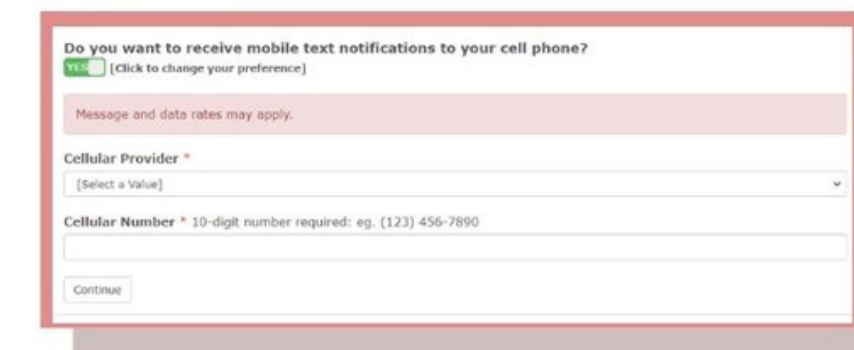 Do you want to receive mobile text notifications to your cell phone?
YES [Click to change your preference]
Message and data rates may apply.
Cellular Provider *
[Select a Value]
Cellular Number * 10-digit number required: eg. (123) 456-7890
Continue